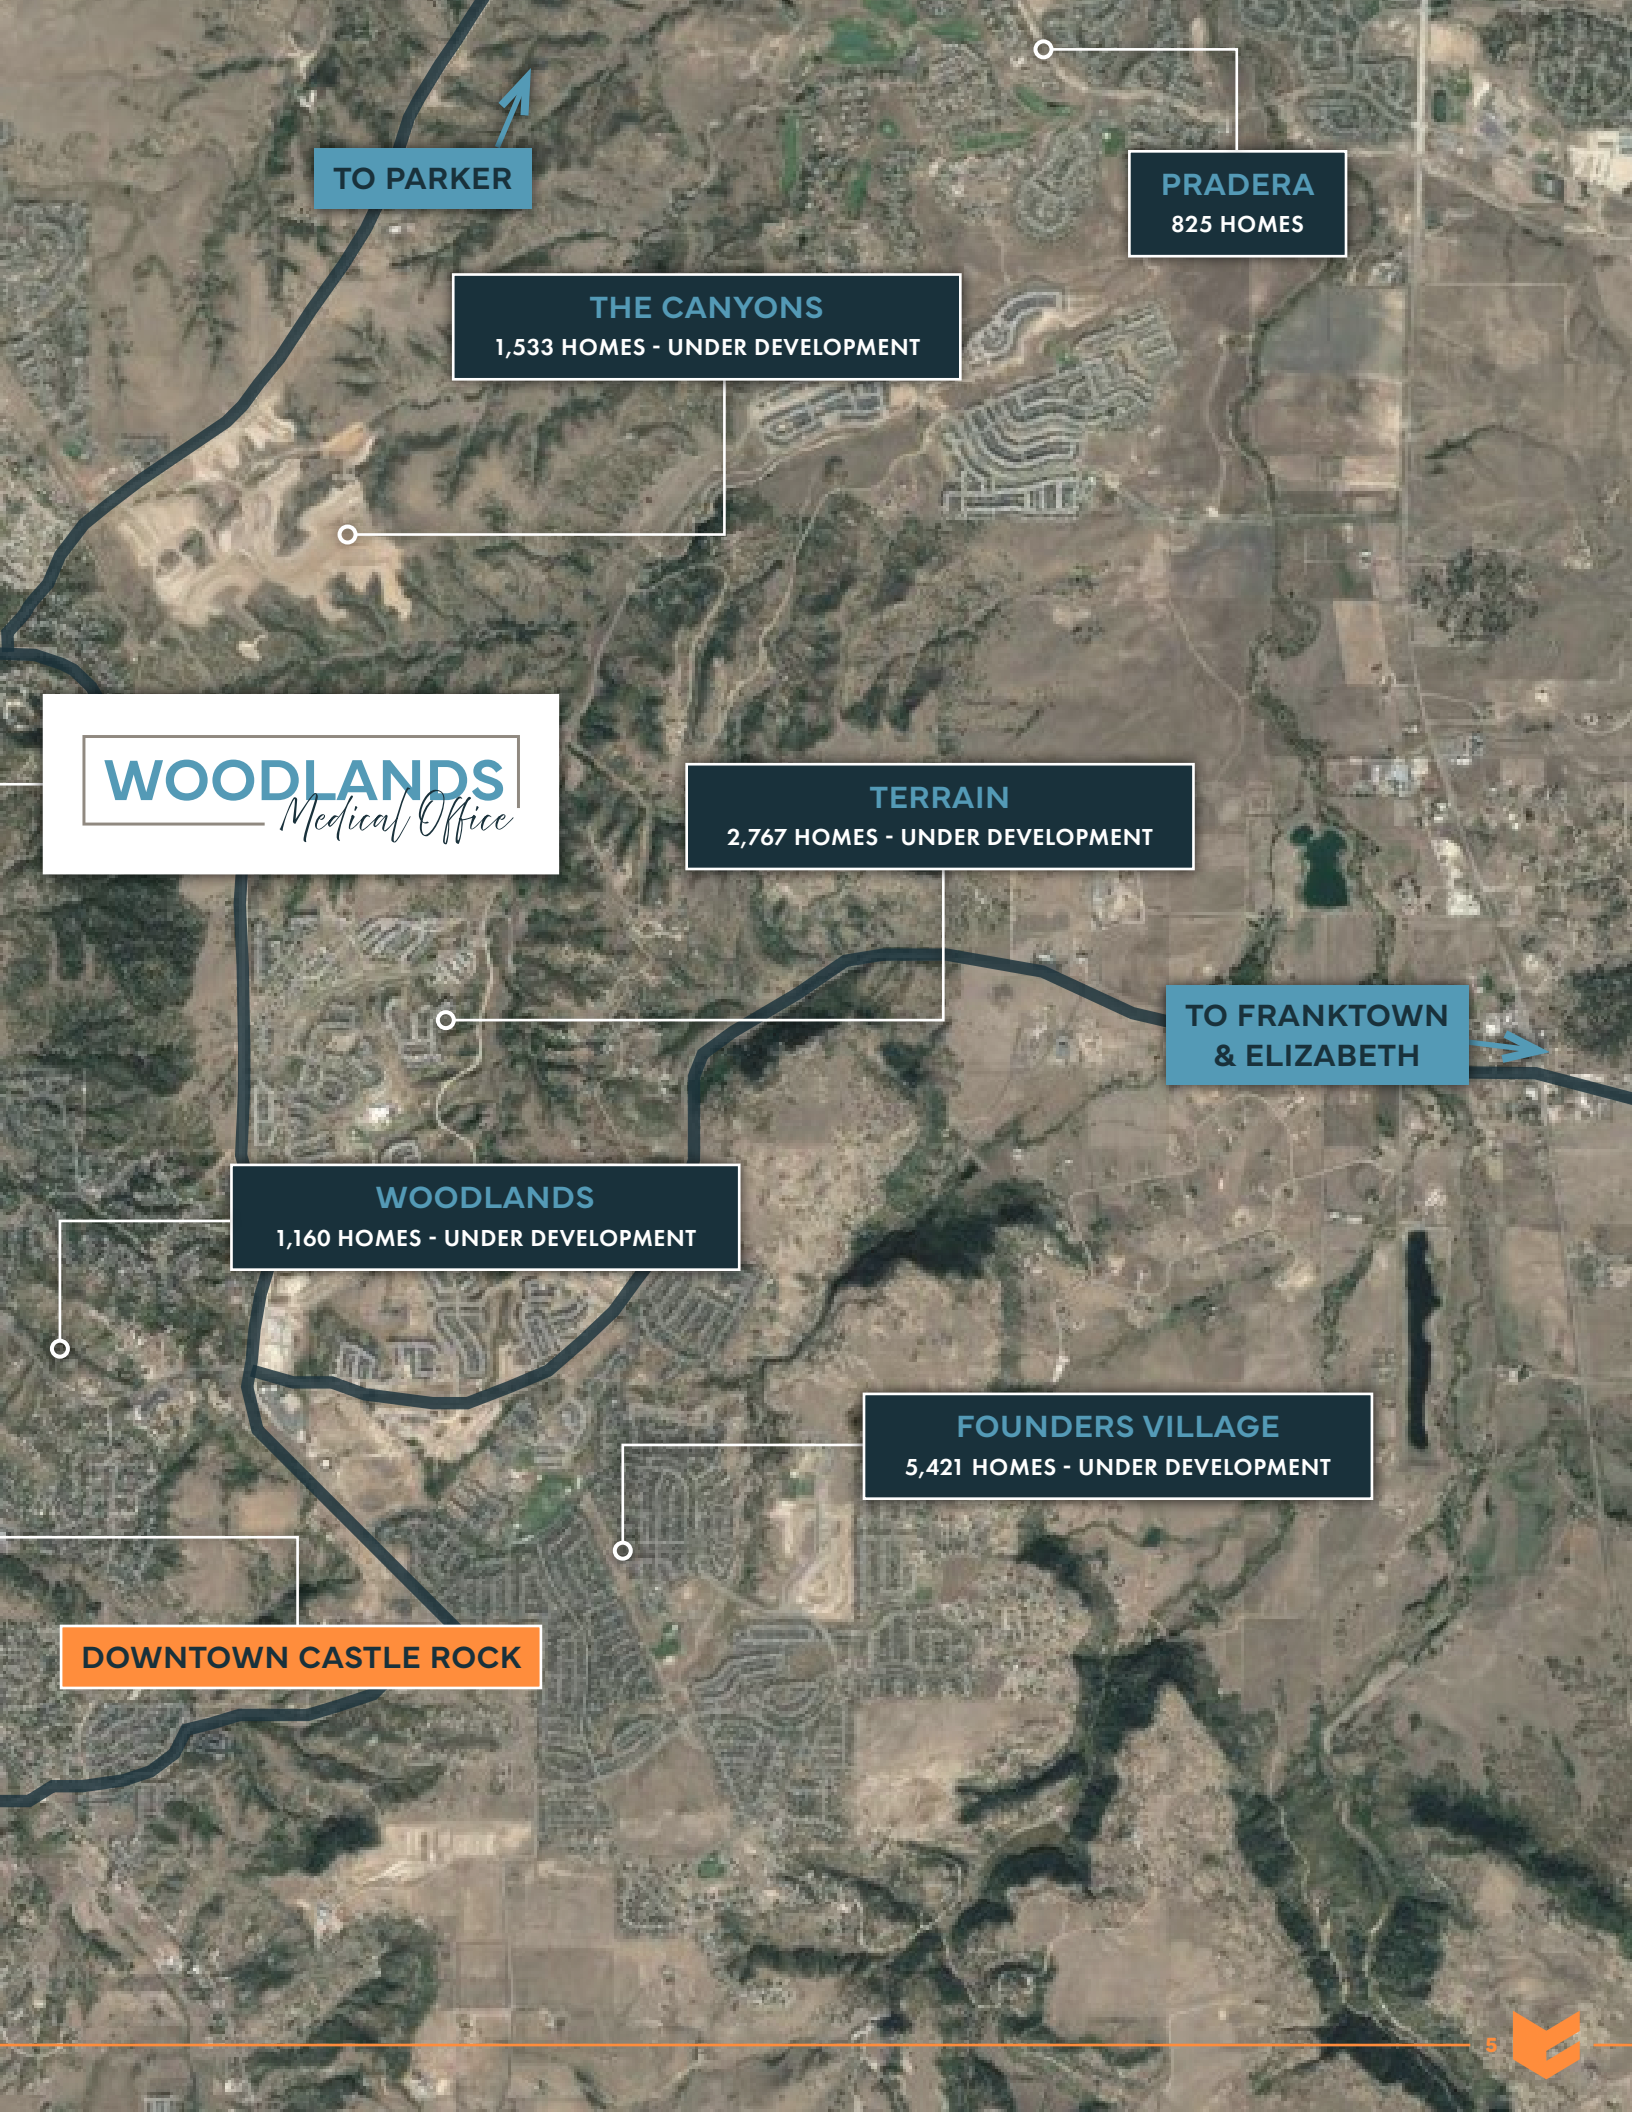 TO PARKER
PRADERA
825 HOMES
THE CANYONS
1,533 HOMES - UNDER DEVELOPMENT
WOODLANDS
Medical Office
TERRAIN
2,767 HOMES - UNDER DEVELOPMENT
TO FRANKTOWN
& ELIZABETH
WOODLANDS
1,160 HOMES - UNDER DEVELOPMENT
FOUNDERS VILLAGE
5,421 HOMES - UNDER DEVELOPMENT
DOWNTOWN CASTLE ROCK
5